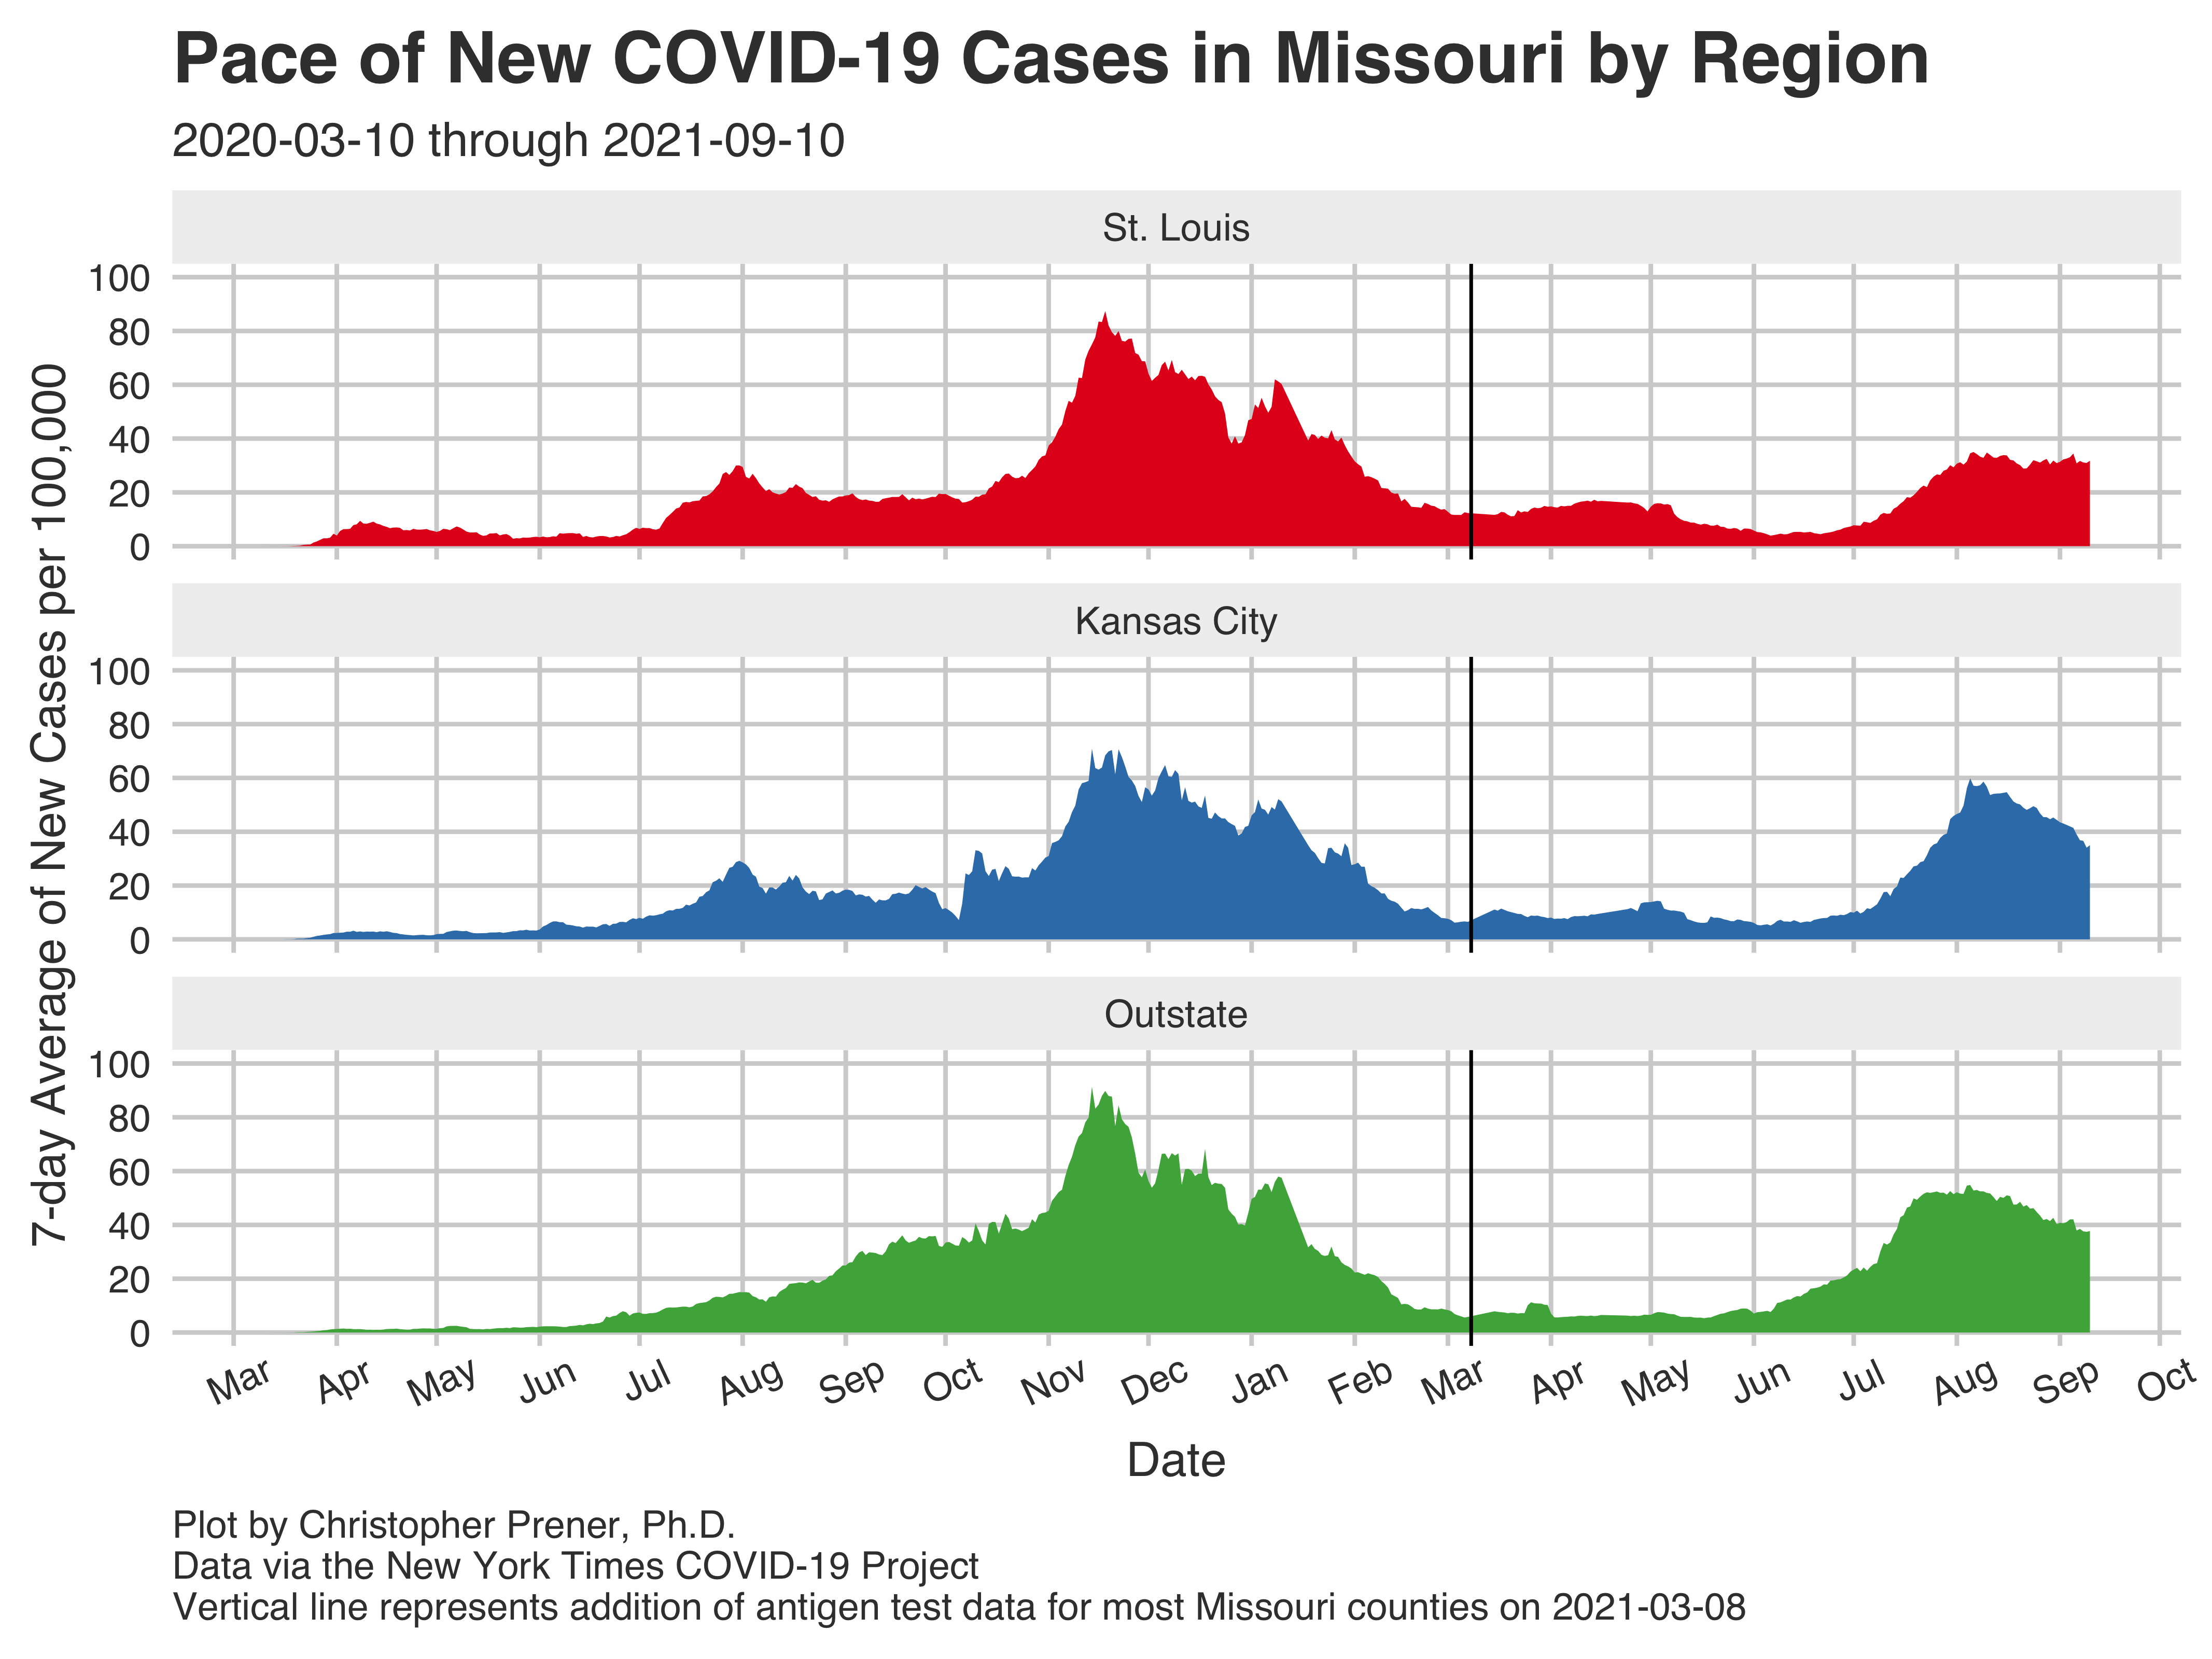 Pace of New COVID-19 Cases in Missouri by Region
2020-03-10 through 2021-09-10
7-day Average of New Cases per 100,000
St. Louis
100
80
60
40
20
0
Kansas City
100
80
60
40
20
0
Outstate
100
80
60
40
20
0
Mar Apr May Jun Jul Aug Sep Oct Nov Dec Jan Feb Mar Apr May Jun Jul Aug Sep Oct
Date
Plot by Christopher Prener, Ph.D.
Data via the New York Times COVID-19 Project
Vertical line represents addition of antigen test data for most Missouri counties on 2021-03-08